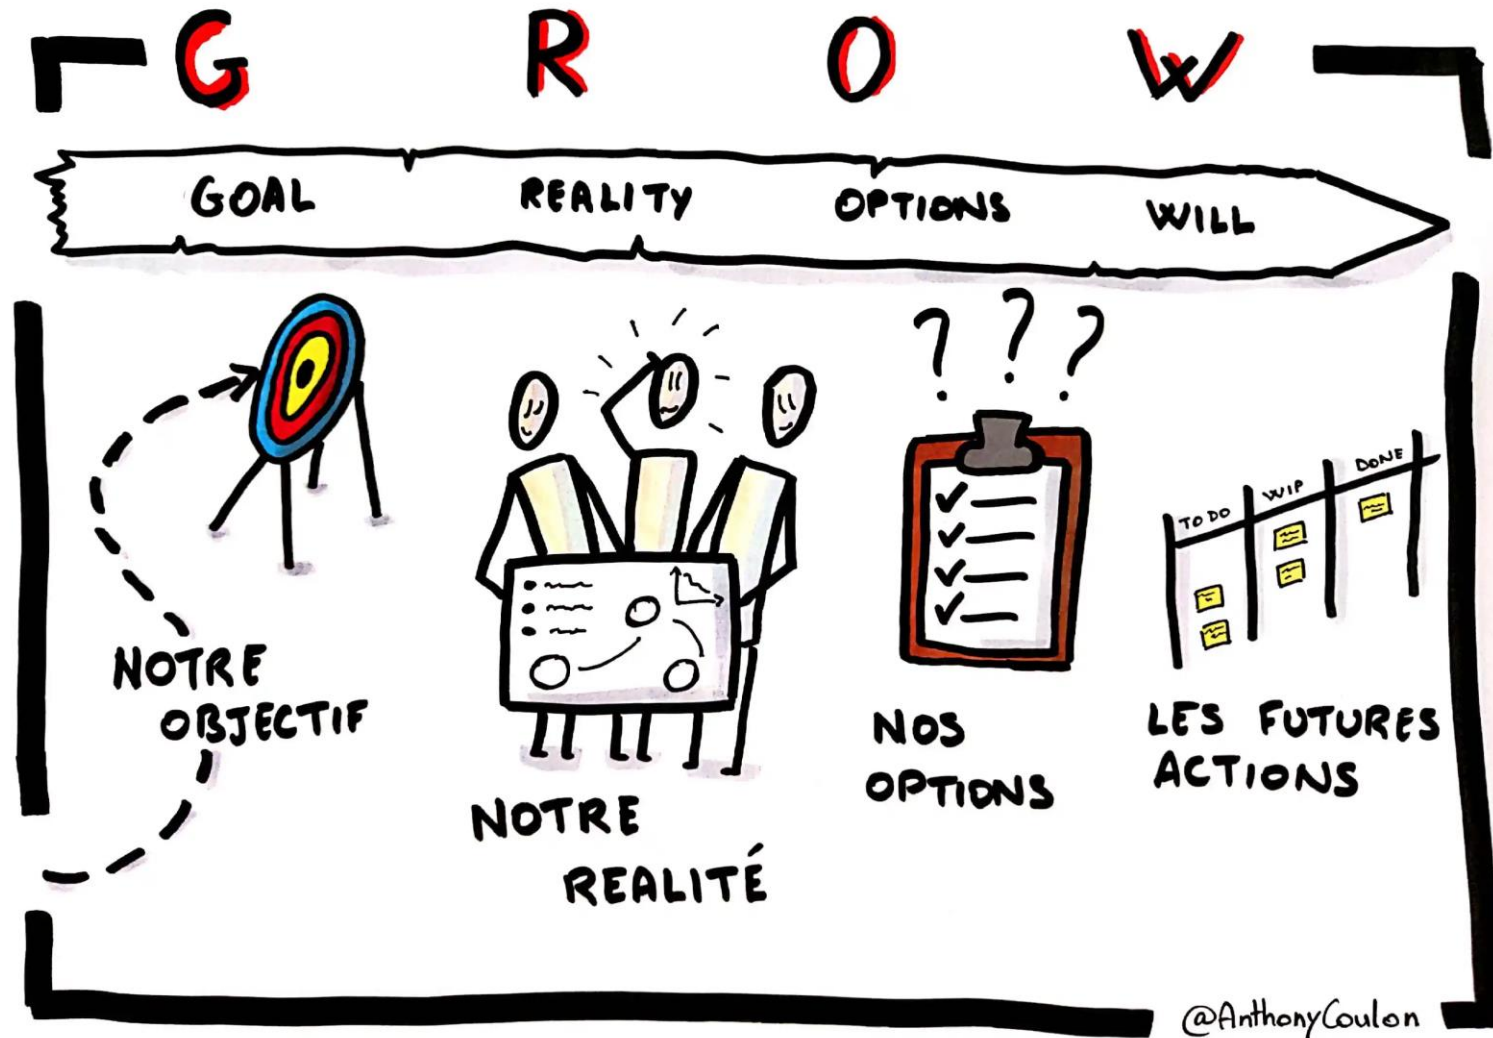 G R O W
GOAL REALITY OPTIONS WILL
???
TO DO WIP DONE
NOTRE
OBJECTIF
NOTRE
REALITÉ
NOS
OPTIONS
LES FUTURES
ACTIONS
@AnthonyCoulon